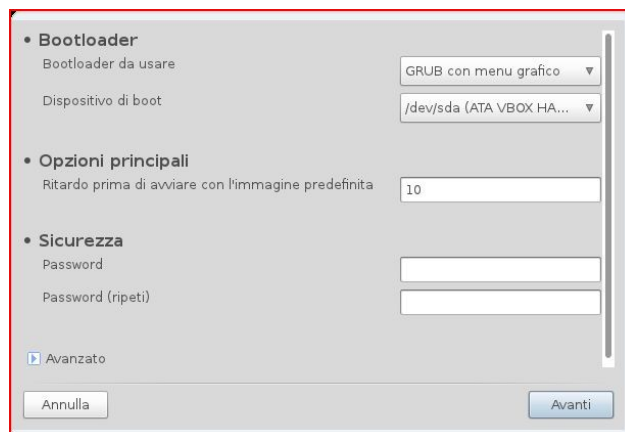 • Bootloader
Bootloader da usare
GRUB con menu grafico
Dispositivo di boot
/dev/sda (ATA VBOX HA...
• Opzioni principali
Ritardo prima di avviare con l'immagine predefinita
10
• Sicurezza
Password
Password (ripeti)
Avanzato
Annulla
Avanti